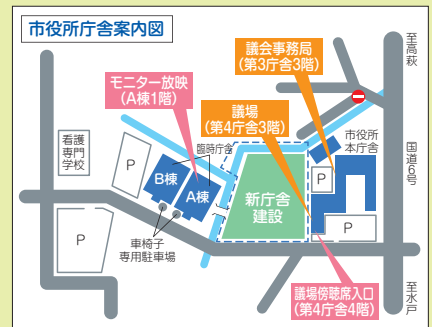 市役所庁舎案内図
モニター放映
(A棟1階)
議会事務局
(第3庁舎3階)
議場
(第4庁舎3階)
至高萩
国道6号
至水戸
市役所
本庁舎
臨時庁舎
看護
専門
学校
P
B棟
A棟
新庁舎
建設
P
P
P
車椅子
専用駐車場
議場傍聴席入口
(第4庁舎4階)